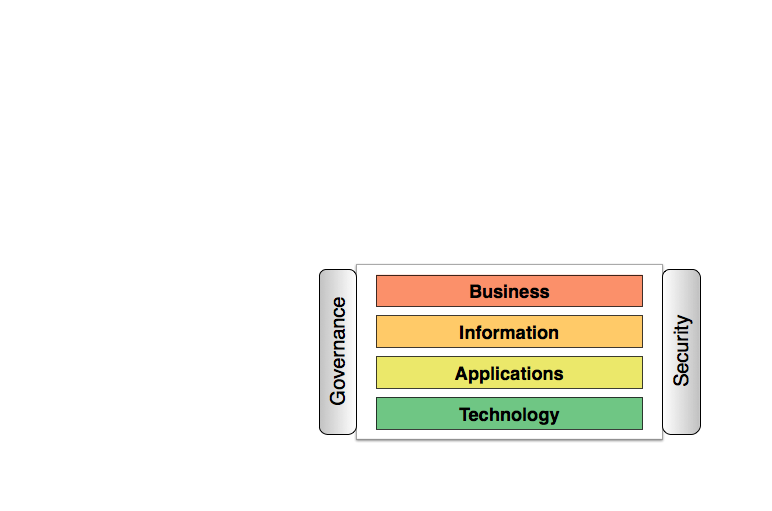 Governance
Business
Information
Applications
Technology
Security